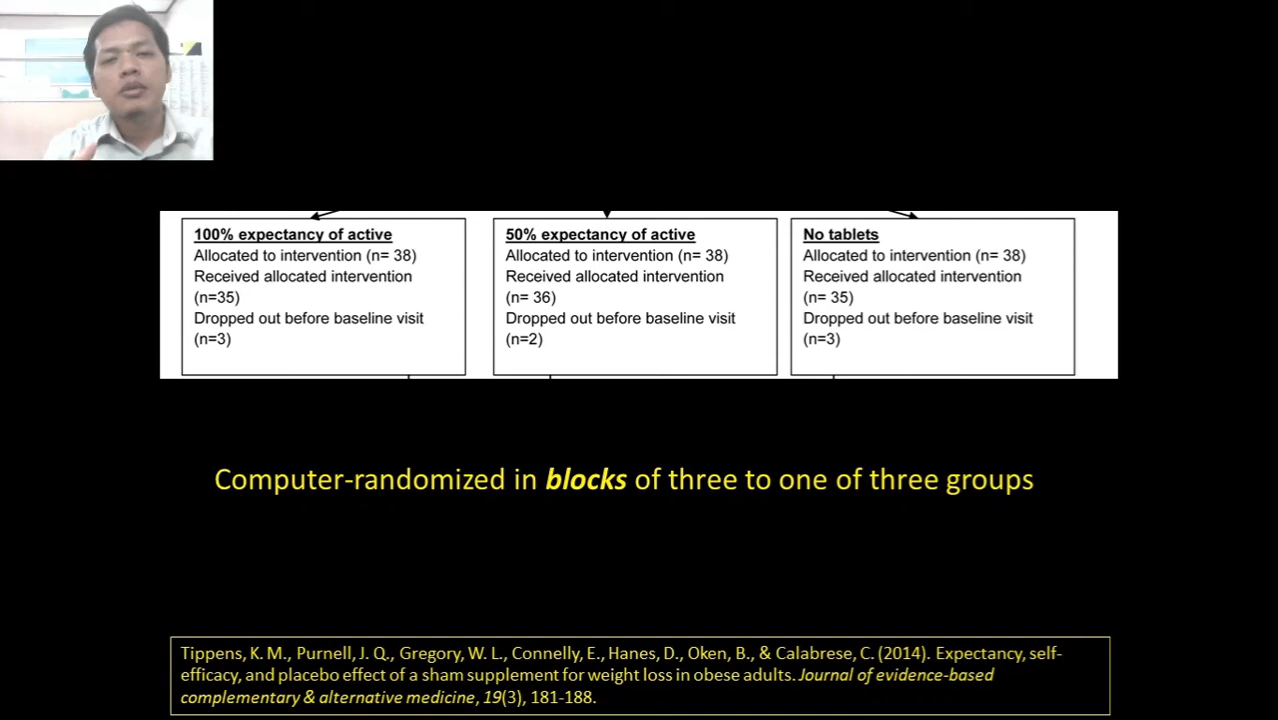 100% expectancy of active
Allocated to intervention (n= 38)
Received allocated intervention
(n=35)
Dropped out before baseline visit
(n=3)
50% expectancy of active
Allocated to intervention (n= 38)
Received allocated intervention
(n= 36)
Dropped out before baseline visit
(n=2)
No tablets
Allocated to intervention (n= 38)
Received allocated intervention
(n= 35)
Dropped out before baseline visit
(n=3)
Computer-randomized in blocks of three to one of three groups
Tippens, K. M., Purnell, J. Q., Gregory, W. L., Connelly, E., Hanes, D., Oken, B., & Calabrese, C. (2014). Expectancy, self-
efficacy, and placebo effect of a sham supplement for weight loss in obese adults. Journal of evidence-based
complementary & alternative medicine, 19(3), 181-188.